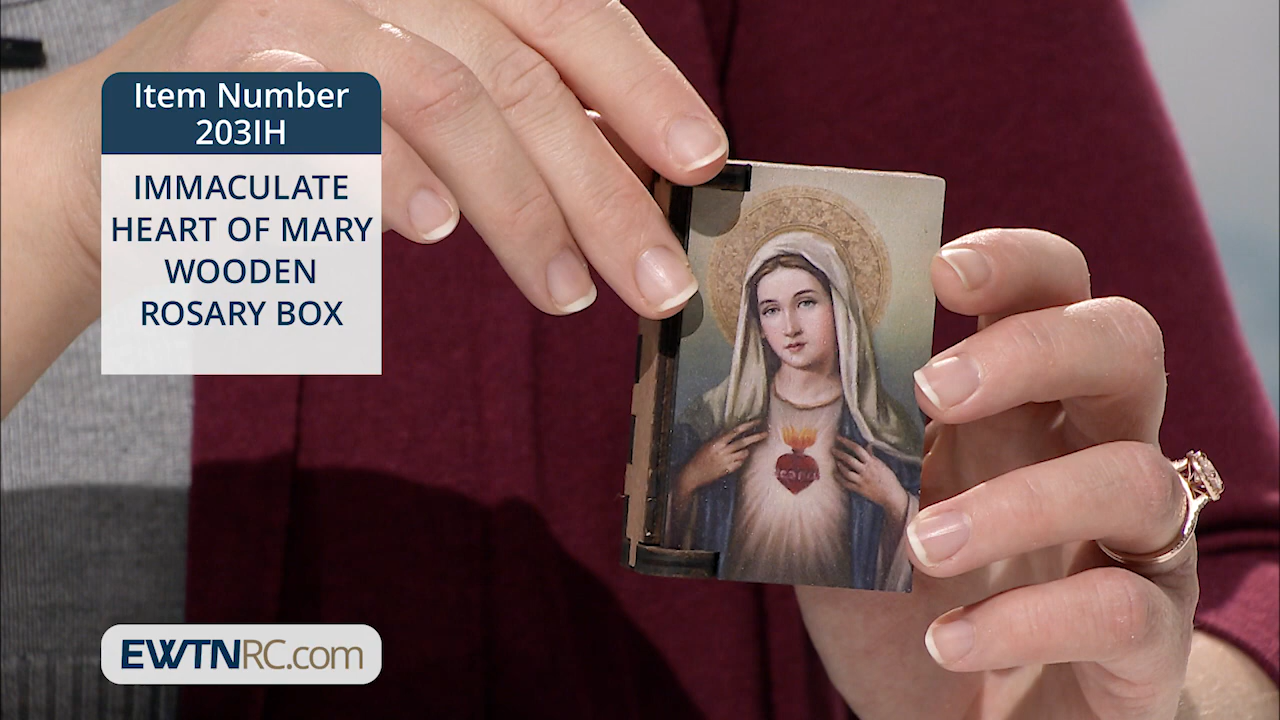 Item Number
203IH
IMMACULATE
HEART OF MARY
WOODEN
ROSARY BOX
EWTNRC.com